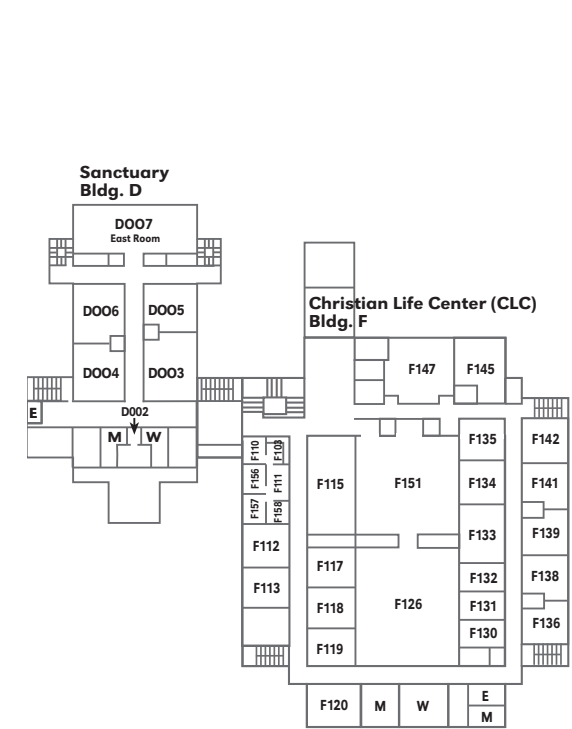 Sanctuary
Bldg. D
DOO7
East Room
DOO6
DOO5
DOO4
DOO3
E
D002
M
W
Christian Life Center (CLC)
Bldg. F
F147
F145
F110
F103
F156
F111
F157
F158
F112
F113
F115
F151
F135
F142
F134
F141
F133
F139
F117
F132
F138
F118
F126
F131
F136
F119
F130
F120
M
W
E
M